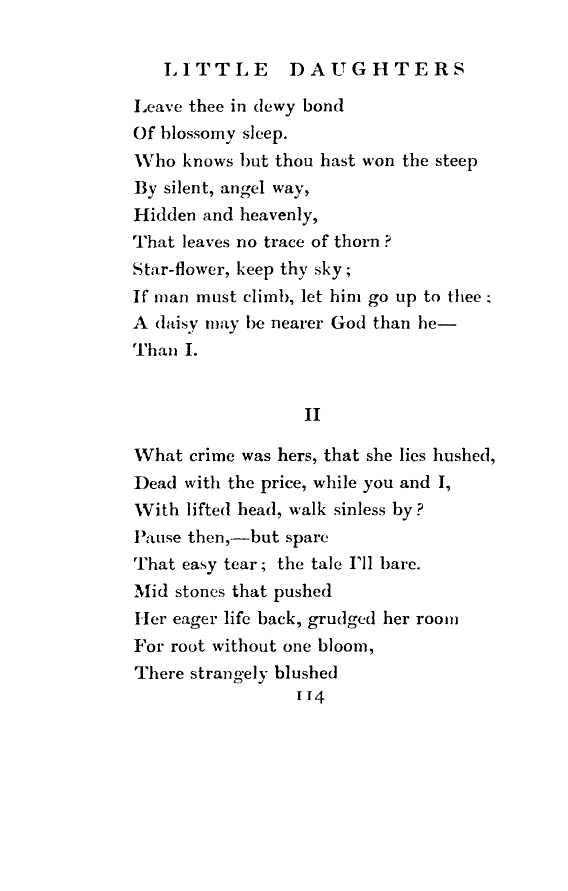 LITTLE DAUGHTERS
Leave thee in dewy bond
Of blossomy sleep.
Who knows but thou hast won the steep
By silent, angel way,
Hidden and heavenly,
That leaves no trace of thorn?
Star-flower, keep thy sky;
If man must climb, let him go up to thee:
A daisy may be nearer God than he—
Than I.
II
What crime was hers, that she lies hushed,
Dead with the price, while you and I,
With lifted head, walk sinless by?
Pause then,—but spare
That easy tear; the tale I'll bare.
Mid stones that pushed
Her eager life back, grudged her room
For root without one bloom,
There strangely blushed
114